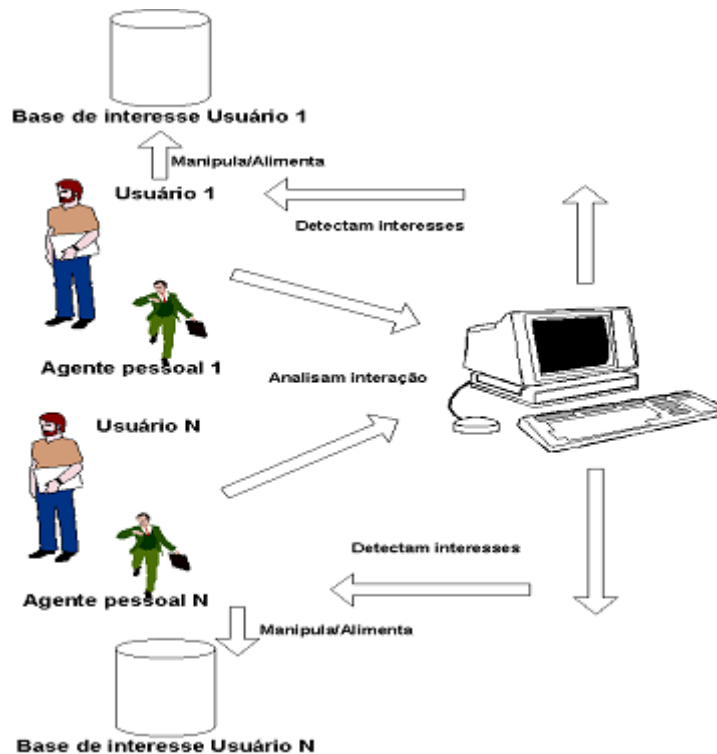 Base de interesse Usuário 1
Manipula/Alimenta
Usuário 1
Detectam interesses
Agente pessoal 1
Analisam interação
Usuário N
Detectam interesses
Agente pessoal N
Manipula/Alimenta
Base de interesse Usuário N